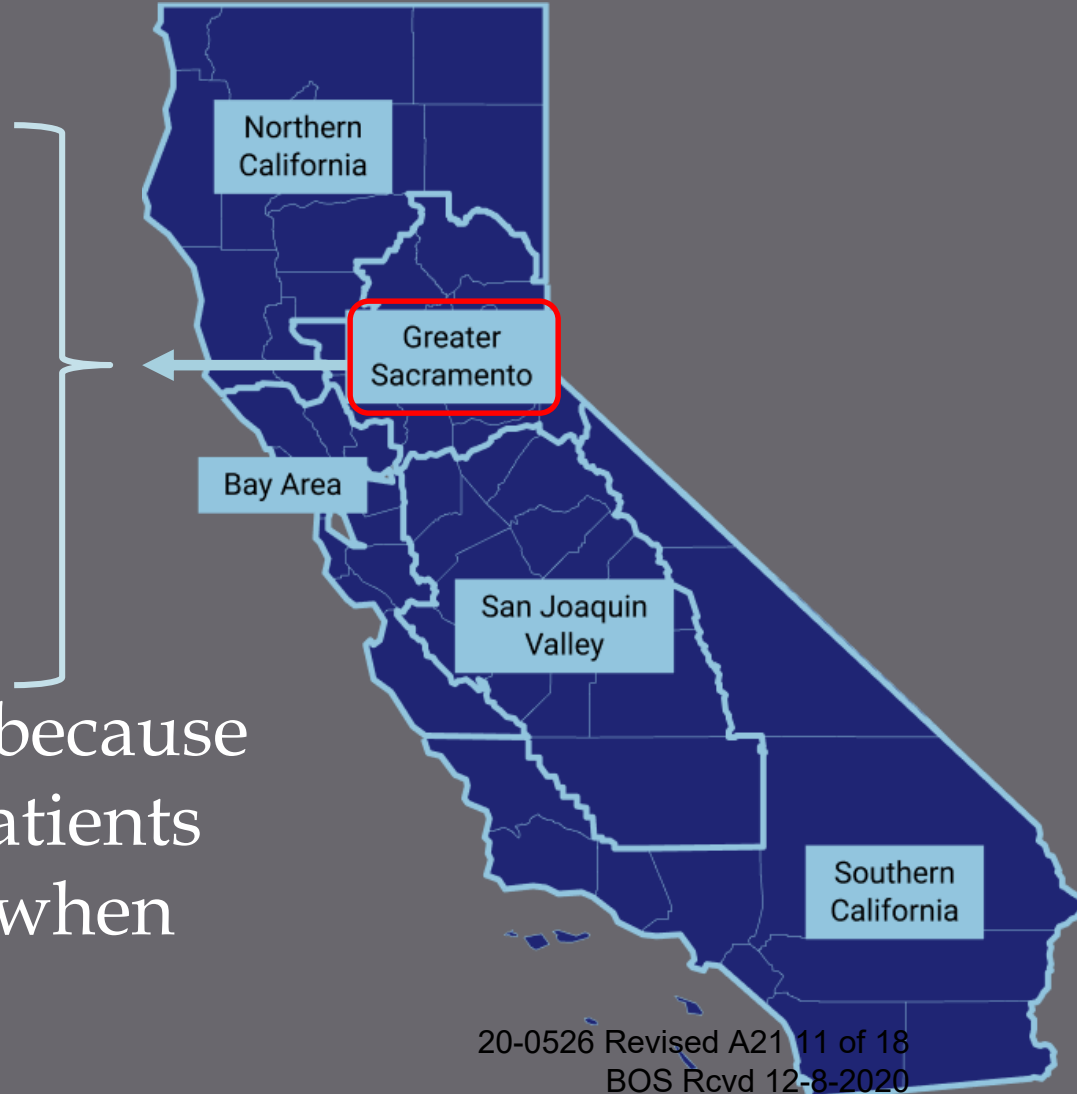 Northern
California
Greater
Sacramento
Bay Area
San Joaquin
Valley
because
atients
when
Southern
California
20-0526 Revised A21 11 of 18
BOS Rcvd 12-8-2020